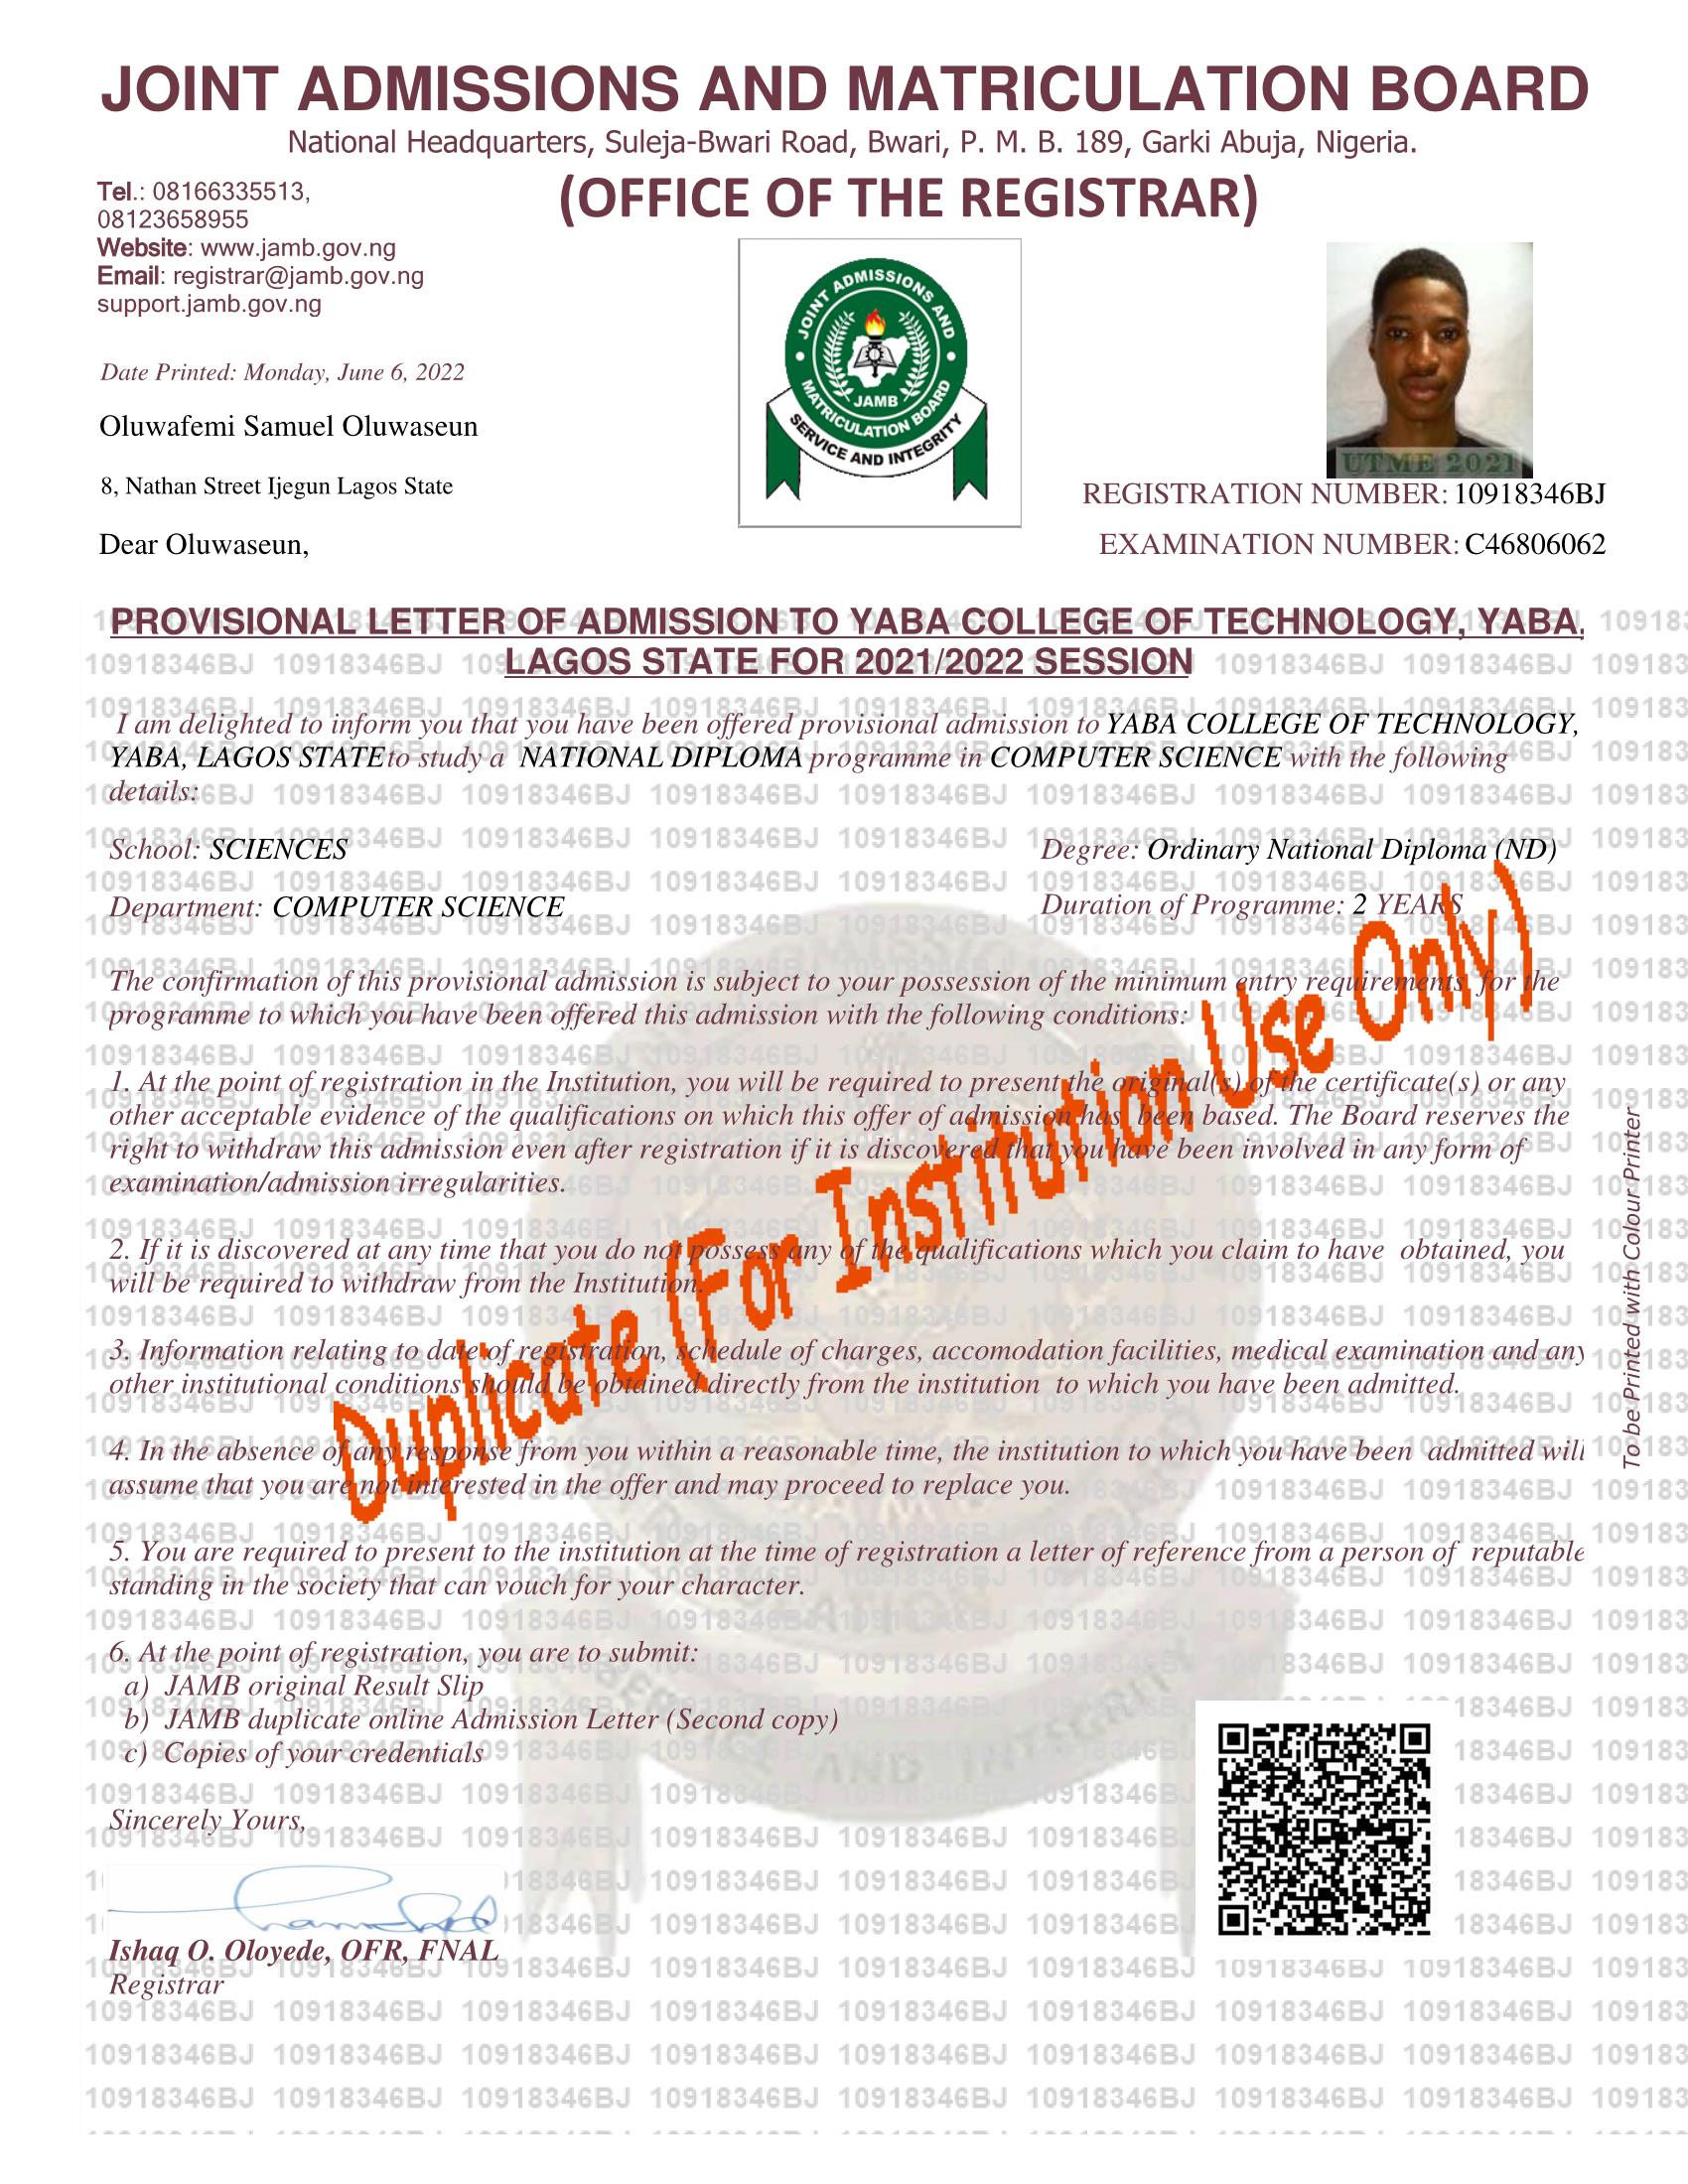 JOINT ADMISSIONS AND MATRICULATION BOARD
National Headquarters, Suleja-Bwari Road, Bwari, P. M. B. 189, Garki Abuja, Nigeria.
(OFFICE OF THE REGISTRAR)
Tel.: 08166335513,
08123658955
Website: www.jamb.gov.ng
Email: registrar@jamb.gov.ng
support.jamb.gov.ng
JOINT ADMISSIONS AND
MATRICULATION BOARD
JAMB
SERVICE AND INTEGRITY
UTME 2021
Date Printed: Monday, June 6, 2022
Oluwafemi Samuel Oluwaseun
8, Nathan Street Ijegun Lagos State
REGISTRATION NUMBER: 10918346BJ
Dear Oluwaseun,
EXAMINATION NUMBER: C46806062
PROVISIONAL LETTER OF ADMISSION TO YABA COLLEGE OF TECHNOLOGY, YABA,
LAGOS STATE FOR 2021/2022 SESSION
I am delighted to inform you that you have been offered provisional admission to YABA COLLEGE OF TECHNOLOGY,
YABA, LAGOS STATE to study a NATIONAL DIPLOMA programme in COMPUTER SCIENCE with the following
details:
School: SCIENCES
Degree: Ordinary National Diploma (ND)
Department: COMPUTER SCIENCE
Duration of Programme: 2 YEARS
The confirmation of this provisional admission is subject to your possession of the minimum entry requirements for the
programme to which you have been offered this admission with the following conditions:
1. At the point of registration in the Institution, you will be required to present the original(s) of the certificate(s) or any
other acceptable evidence of the qualifications on which this offer of admission has been based. The Board reserves the
right to withdraw this admission even after registration if it is discovered that you have been involved in any form of
examination/admission irregularities.
2. If it is discovered at any time that you do not possess any of the qualifications which you claim to have obtained, you
will be required to withdraw from the Institution.
3. Information relating to date of registration, schedule of charges, accomodation facilities, medical examination and any
other institutional conditions should be obtained directly from the institution to which you have been admitted.
4. In the absence of any response from you within a reasonable time, the institution to which you have been admitted will
assume that you are not interested in the offer and may proceed to replace you.
5. You are required to present to the institution at the time of registration a letter of reference from a person of reputable
standing in the society that can vouch for your character.
6. At the point of registration, you are to submit:
a) JAMB original Result Slip
b) JAMB duplicate online Admission Letter (Second copy)
c) Copies of your credentials
Sincerely Yours,
Ishaq O. Oloyede, OFR, FNAL
Registrar
Duplicate (For Institution Use Only)
To be Printed with Colour Printer
10918346BJ